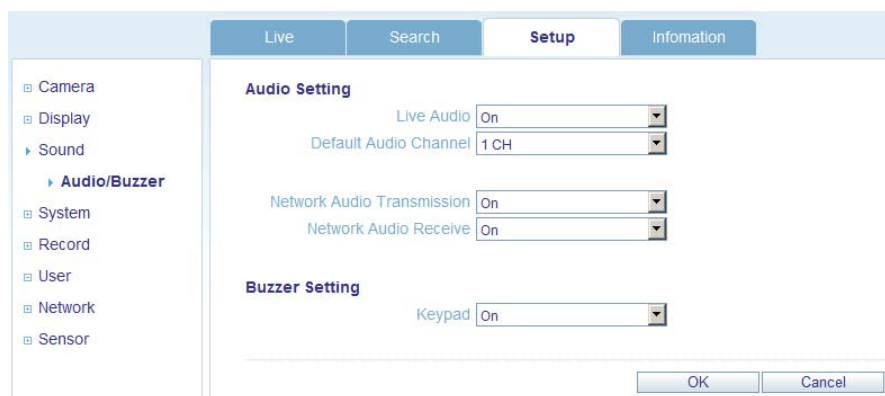 Live Search Setup Infomation
Camera
Display
Sound
Audio/Buzzer
System
Record
User
Network
Sensor
Audio Setting
Live Audio On
Default Audio Channel 1 CH
Network Audio Transmission On
Network Audio Receive On
Buzzer Setting
Keypad On
OK Cancel